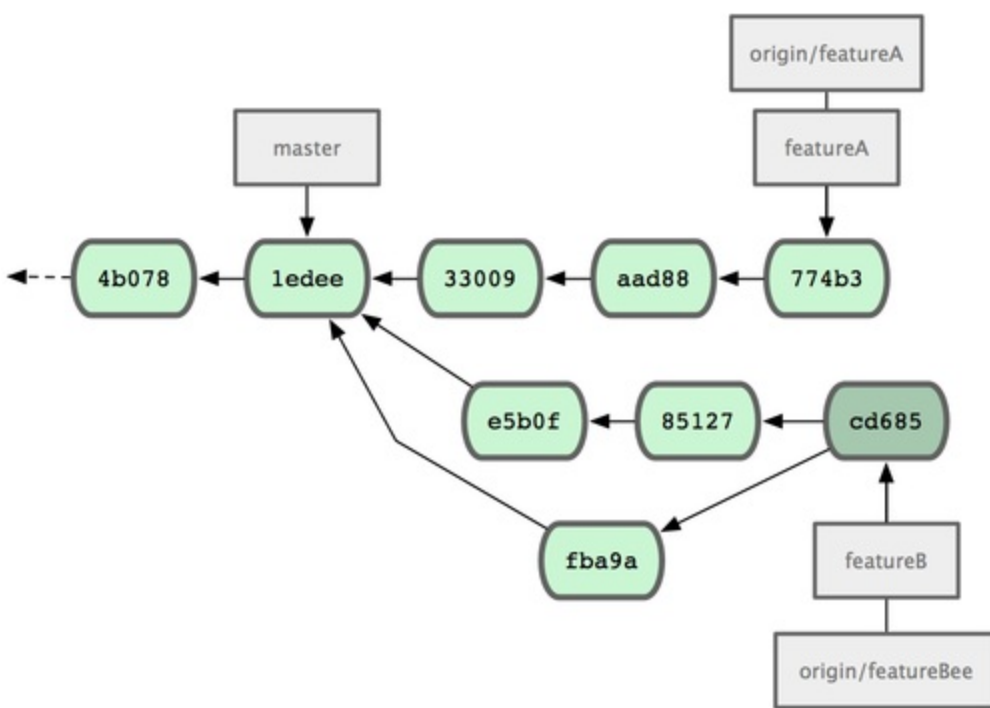 origin/featureA
master
featureA
4b078
1edee
33009
aad88
774b3
e5b0f
85127
cd685
fba9a
featureB
origin/featureBee